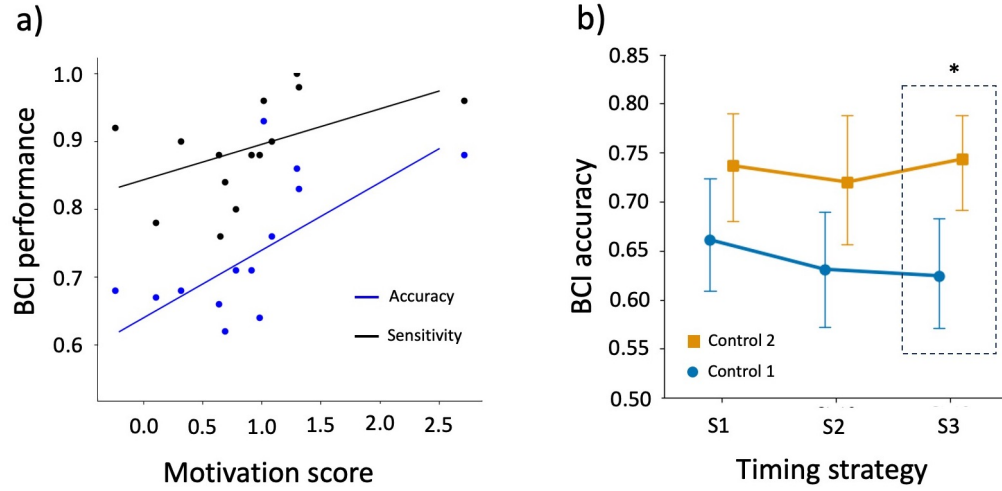 a)
BCI performance
1.0
0.9
0.8
0.7
0.6
Accuracy
Sensitivity
0.0 0.5 1.0 1.5 2.0 2.5
Motivation score
b)
BCI accuracy
0.85
0.80
0.75
0.70
0.65
0.60
0.55
0.50
*
Control 2
Control 1
S1 S2 S3
Timing strategy